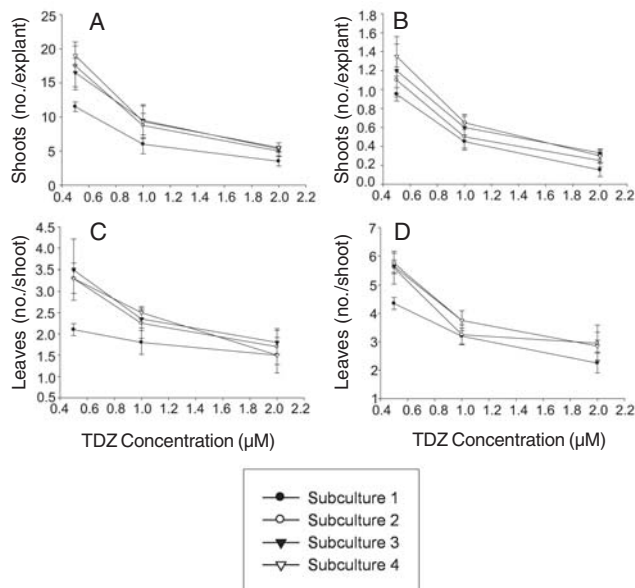 A
Shoots (no./explant)
25
20
15
10
5
0
0.4 0.6 0.8 1.0 1.2 1.4 1.6 1.8 2.0 2.2
B
Shoots (no./explant)
1.8
1.6
1.4
1.2
1.0
0.8
0.6
0.4
0.2
0.0
0.4 0.6 0.8 1.0 1.2 1.4 1.6 1.8 2.0 2.2
C
Leaves (no./shoot)
4.5
4.0
3.5
3.0
2.5
2.0
1.5
1.0
0.5
0.4 0.6 0.8 1.0 1.2 1.4 1.6 1.8 2.0 2.2
TDZ Concentration (µM)
D
Leaves (no./shoot)
7
6
5
4
3
2
1
0.4 0.6 0.8 1.0 1.2 1.4 1.6 1.8 2.0 2.2
TDZ Concentration (µM)
Subculture 1
Subculture 2
Subculture 3
Subculture 4